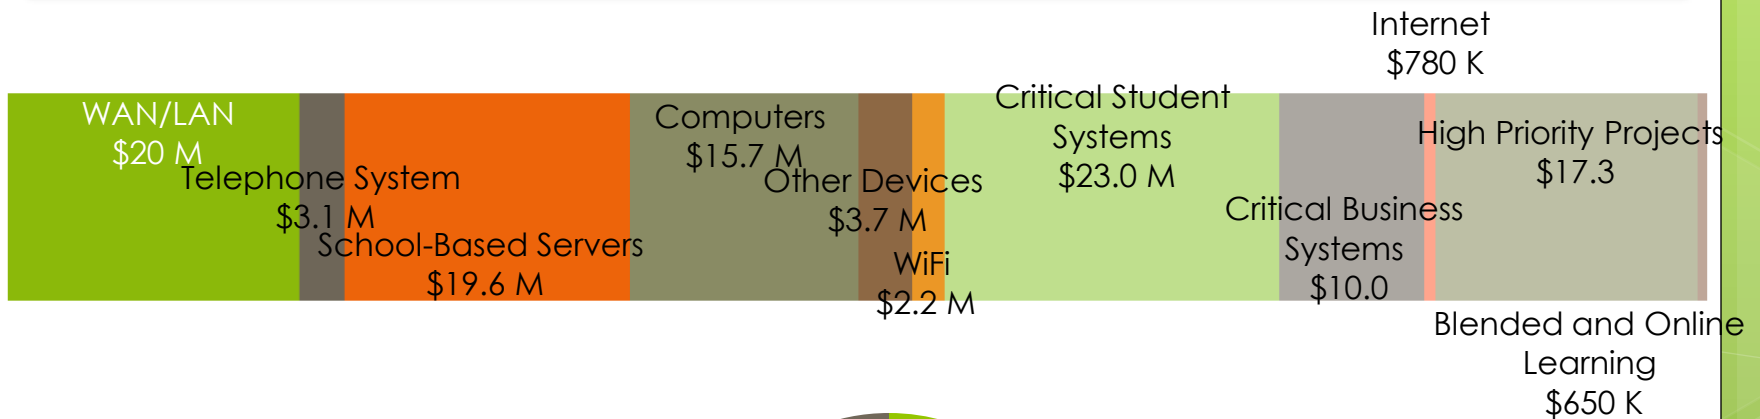 WAN/LAN
$20 M
Telephone System
$3.1 M
School-Based Servers
$19.6 M
Computers
$15.7 M
Other Devices
$3.7 M
WiFi
$2.2 M
Critical Student
Systems
$23.0 M
Critical Business
Systems
$10.0
Internet
$780 K
High Priority Projects
$17.3
Blended and Online
Learning
$650 K